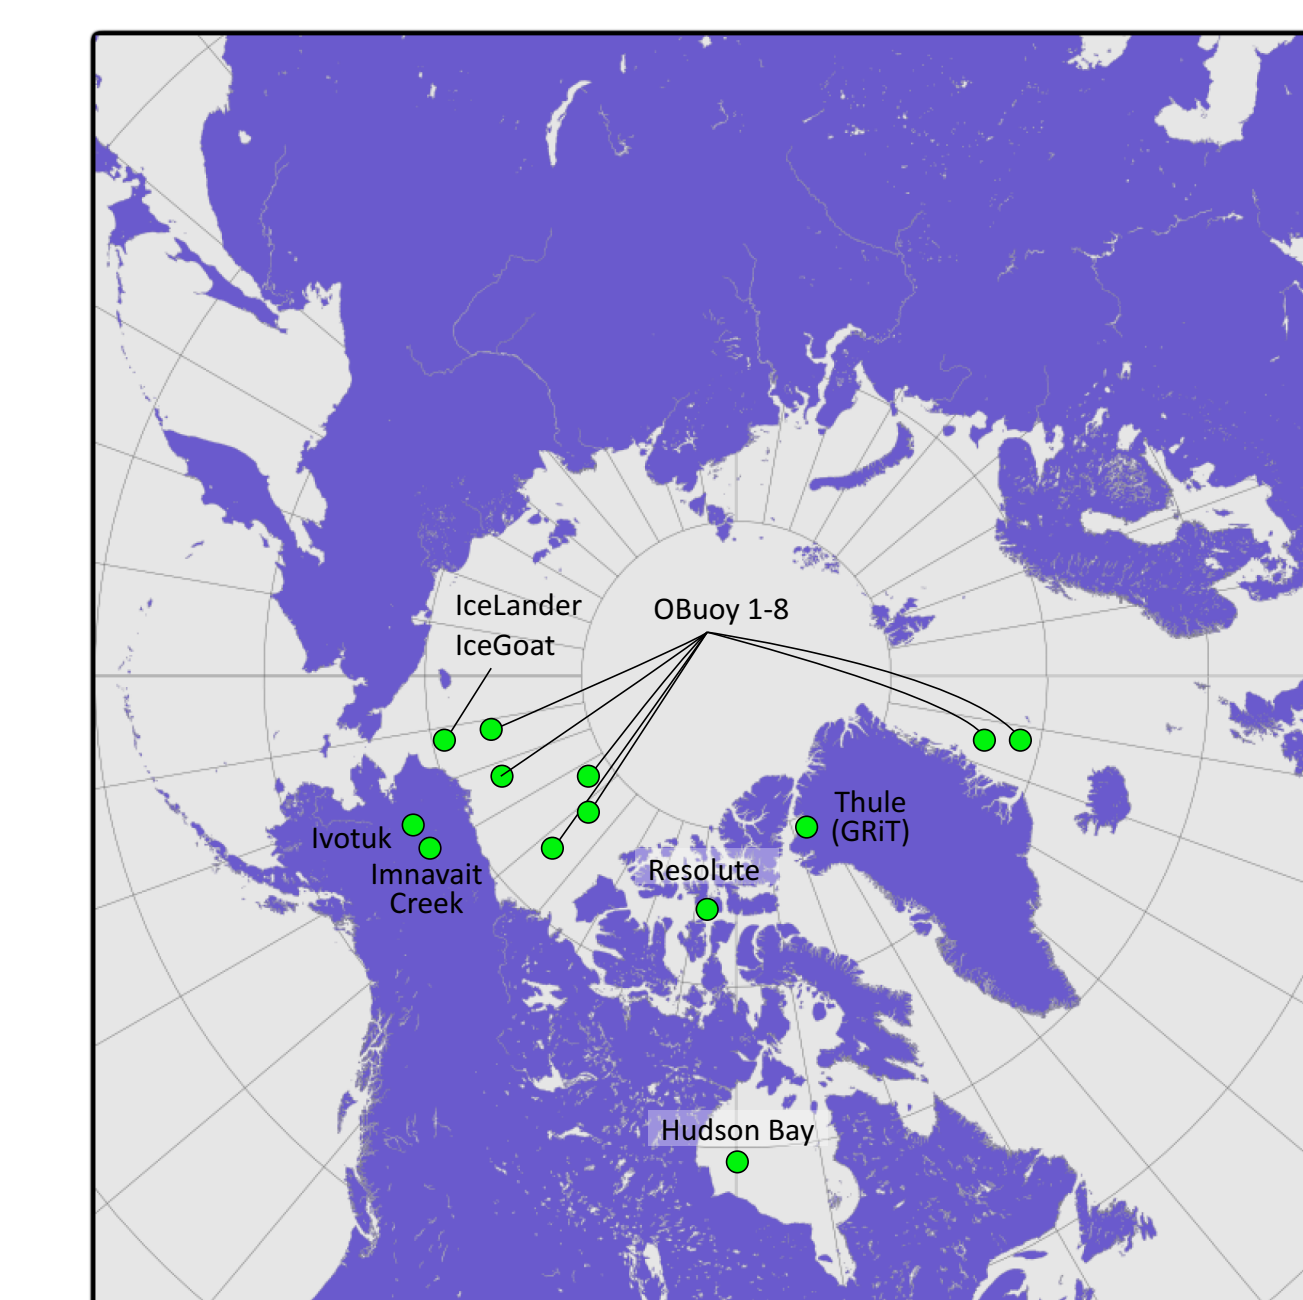 IceLander
IceGoat
OBuoy 1-8
Thule
(GRiT)
Ivotuk
Imnavait
Creek
Resolute
Hudson Bay